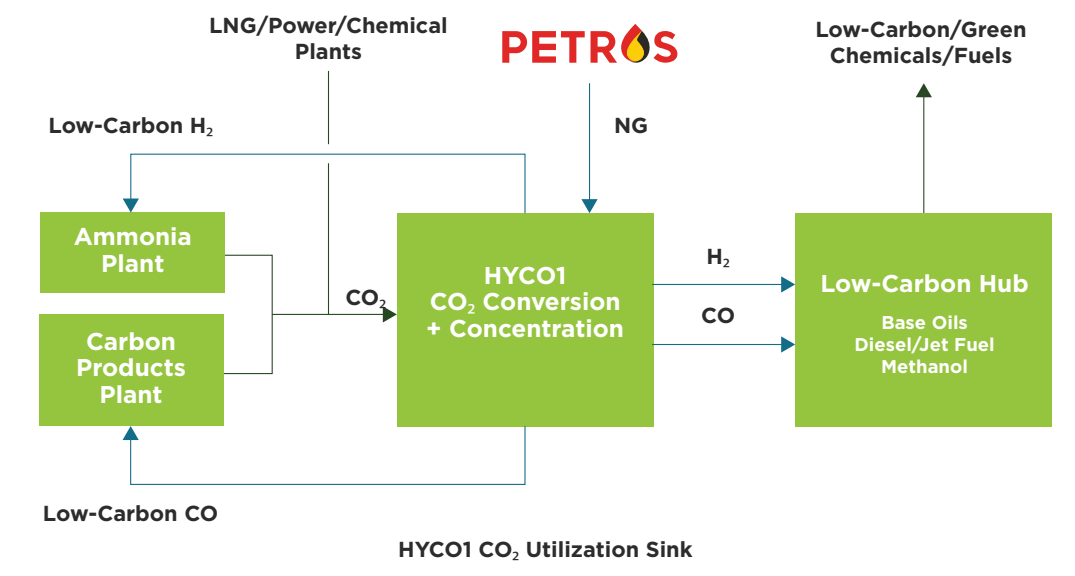 LNG/Power/Chemical
Plants
PETROS
Low-Carbon/Green
Chemicals/Fuels
Low-Carbon H₂
NG
Ammonia
Plant
CO₂
HYCO1
CO₂ Conversion
+ Concentration
H₂
CO
Low-Carbon Hub
Base Oils
Diesel/Jet Fuel
Methanol
Carbon
Products
Plant
Low-Carbon CO
HYCO1 CO₂ Utilization Sink